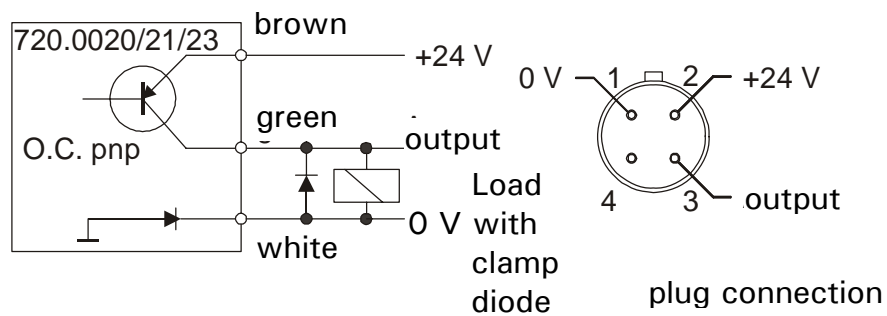 720.0020/21/23
brown
+24 V
O.C. pnp
green
output
white
0 V
Load
with
clamp
diode
0 V
1
2
+24 V
4
3
output
plug connection